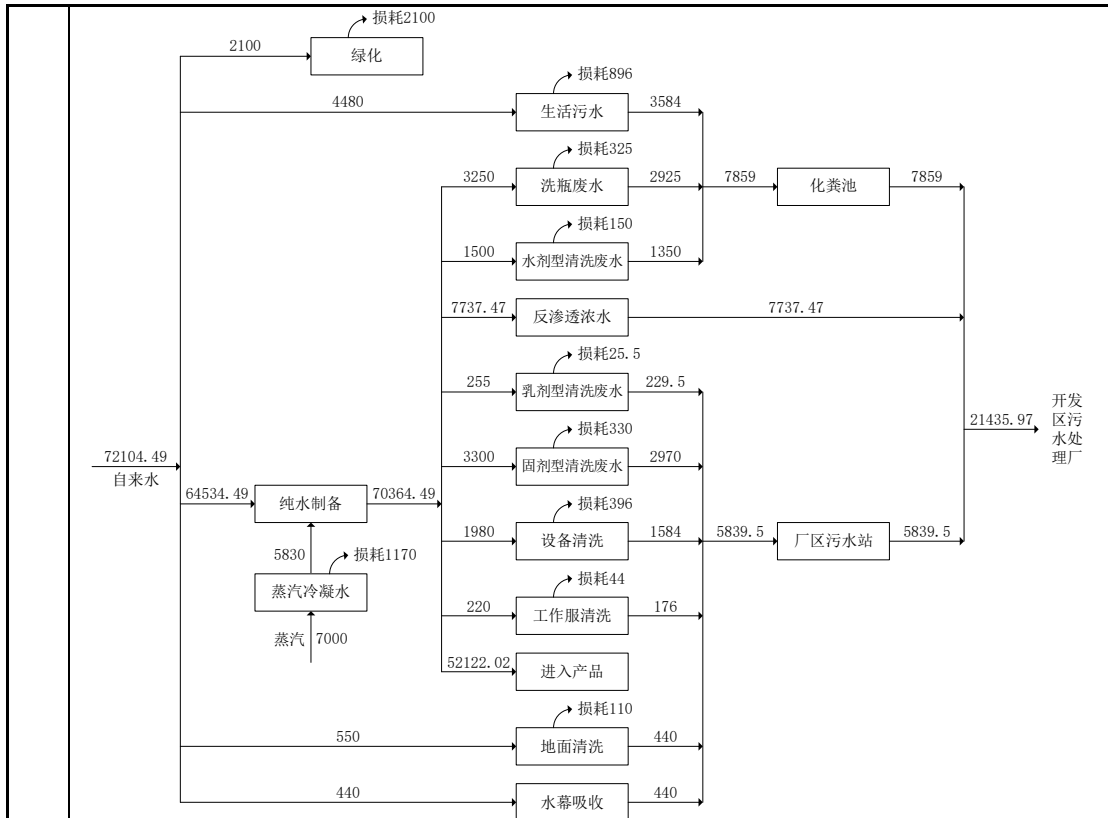 损耗2100
2100
绿化
损耗896
4480
生活污水
3584
损耗325
3250
洗瓶废水
2925
7859
化粪池
7859
损耗150
1500
水剂型清洗废水
1350
7737.47
反渗透浓水
7737.47
损耗25.5
255
乳剂型清洗废水
229.5
21435.97
开发
区污
水处
理厂
损耗330
3300
固剂型清洗废水
2970
72104.49
自来水
64534.49
纯水制备
70364.49
损耗396
1980
设备清洗
1584
5839.5
厂区污水站
5839.5
5830
损耗1170
蒸汽冷凝水
蒸汽
7000
损耗44
220
工作服清洗
176
52122.02
进入产品
损耗110
550
地面清洗
440
440
水幕吸收
440